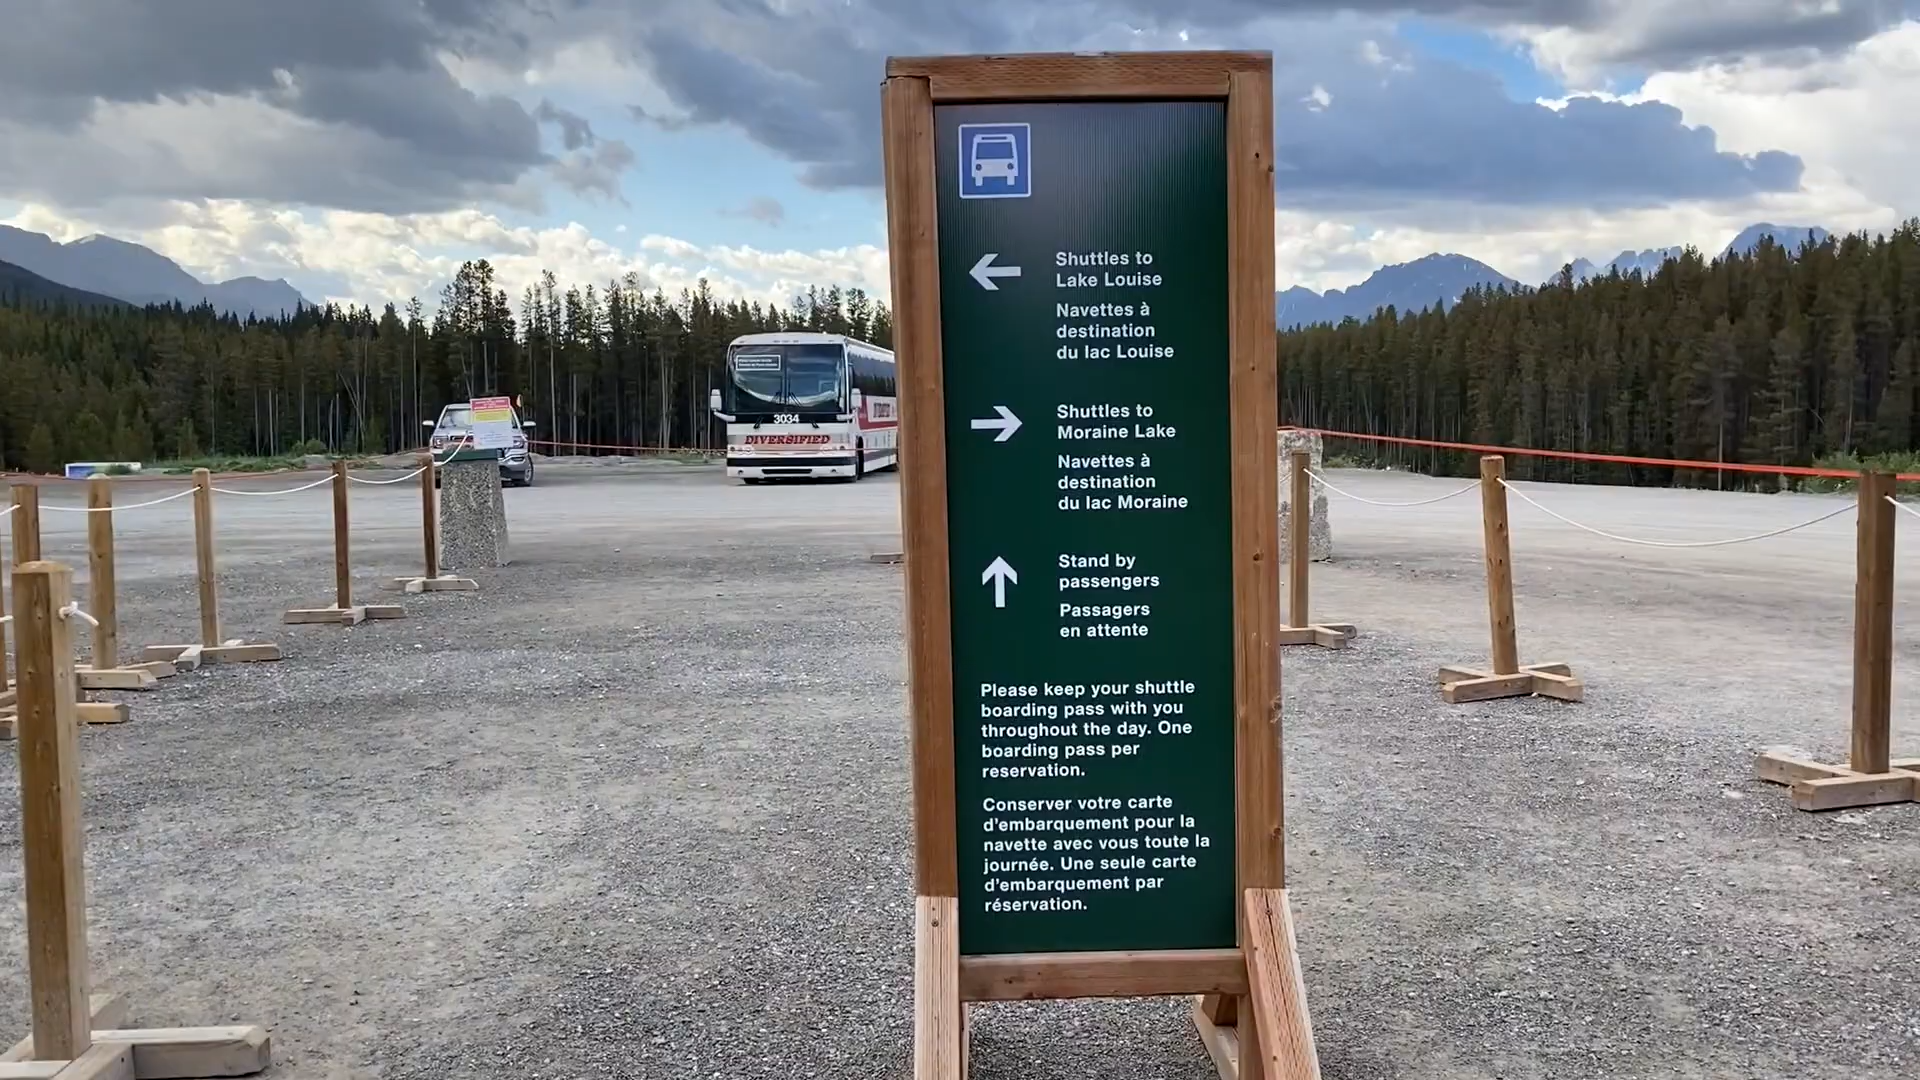 Shuttles to
Lake Louise
Navettes à
destination
du lac Louise
Shuttles to
Moraine Lake
Navettes à
destination
du lac Moraine
Stand by
passengers
Passagers
en attente
Please keep your shuttle
boarding pass with you
throughout the day. One
boarding pass per
reservation.
Conserver votre carte
d'embarquement pour la
navette avec vous toute la
journée. Une seule carte
d'embarquement par
réservation.
3034
DIVERSIFIED